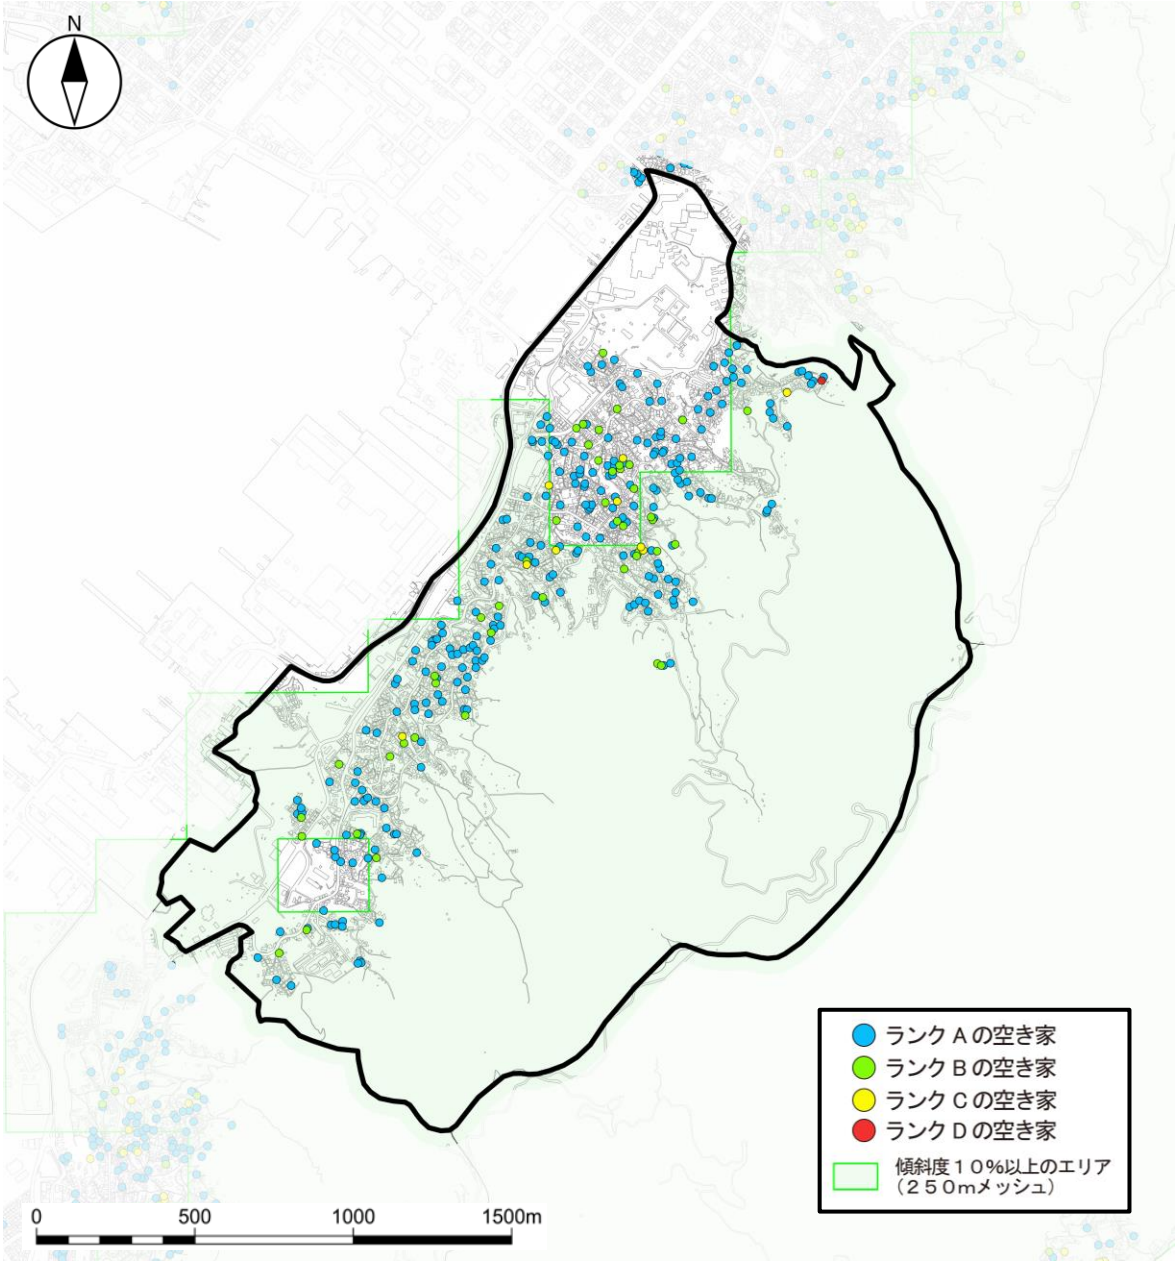 N
ランクAの空き家
ランクBの空き家
ランクCの空き家
ランクDの空き家
傾斜度10%以上のエリア
(250mメッシュ)
0 500 1000 1500m